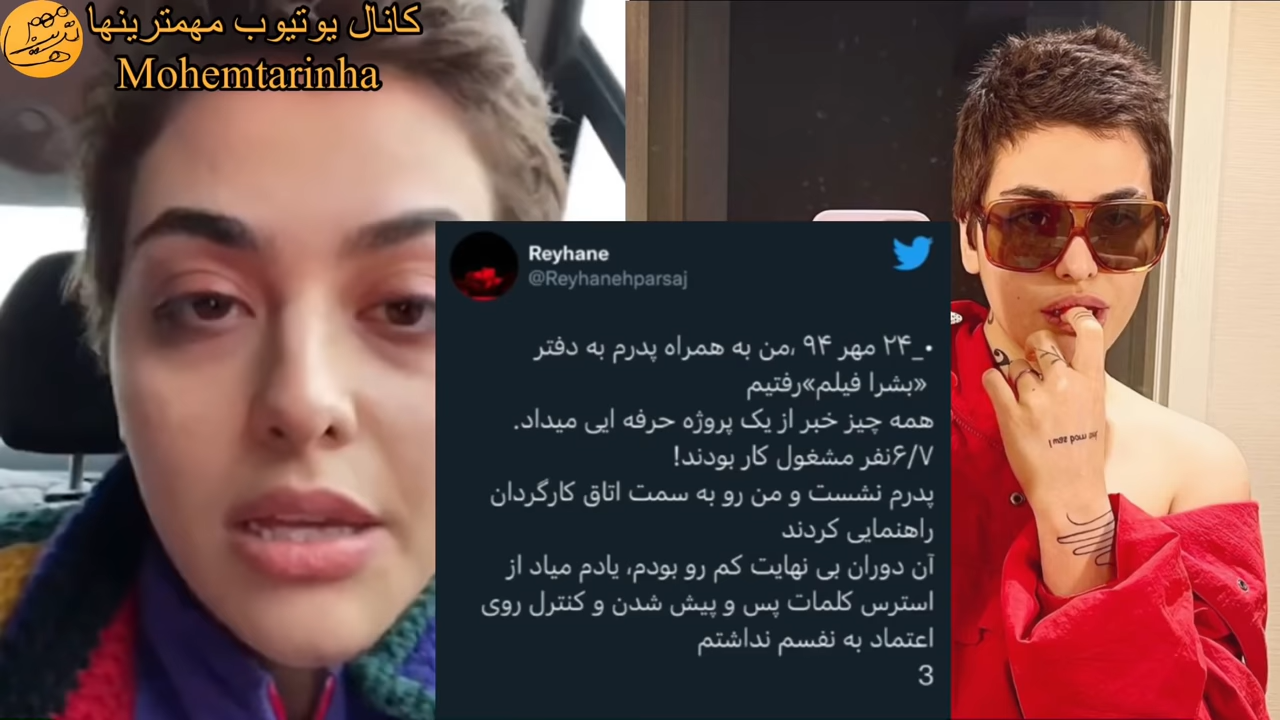 کانال یوتیوب مهمترینها
Mohemtarinha
Reyhane
@Reyhanehparsaj
•_۲۴ مهر ۹۴ ،من به همراه پدرم به دفتر
«بشرا فیلم»رفتیم
همه چیز خبر از یک پروژه حرفه ایی میداد.
۶/۷نفر مشغول کار بودند!
پدرم نشست و من رو به سمت اتاق کارگردان
راهنمایی کردند
آن دوران بی نهایت کم رو بودم، یادم میاد از
استرس کلمات پس و پیش شدن و کنترل روی
اعتماد به نفسم نداشتم
3